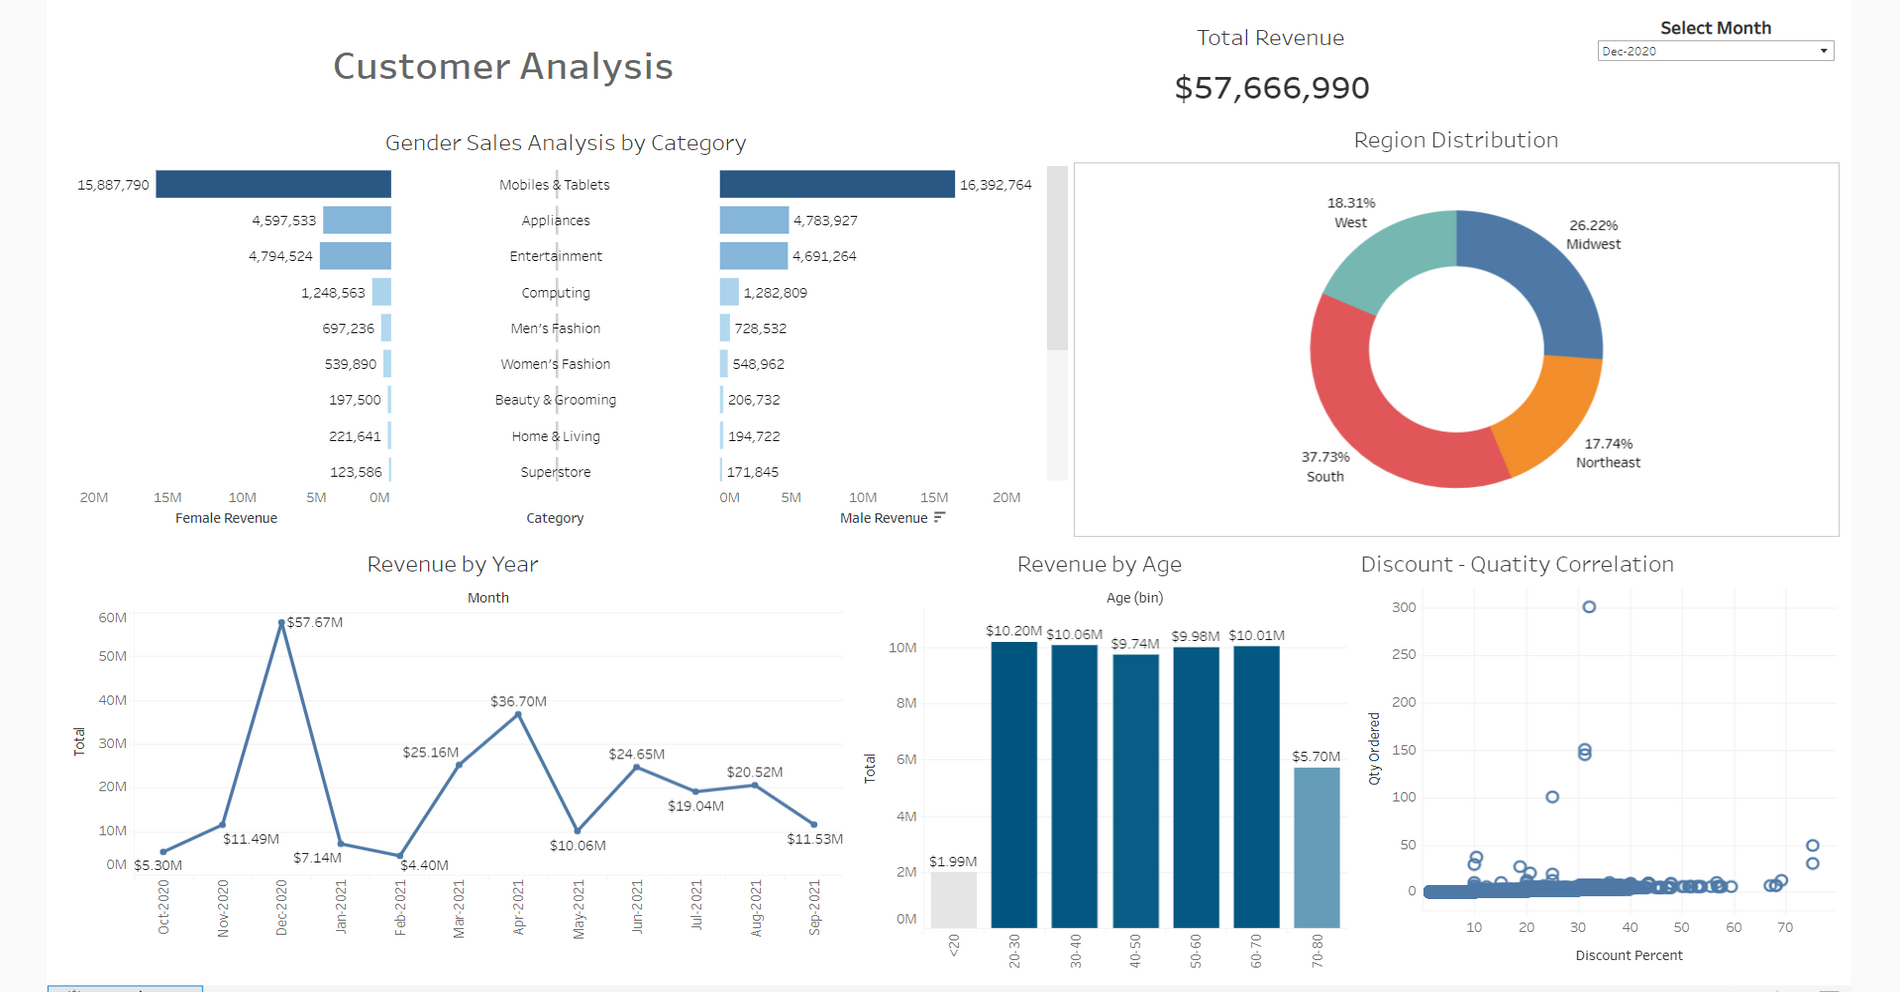 Customer Analysis
Total Revenue
$57,666,990
Select Month
Dec-2020
Gender Sales Analysis by Category
15,887,790 Mobiles & Tablets 16,392,764
4,597,533 Appliances 4,783,927
4,794,524 Entertainment 4,691,264
1,248,563 Computing 1,282,809
697,236 Men's Fashion 728,532
539,890 Women's Fashion 548,962
197,500 Beauty & Grooming 206,732
221,641 Home & Living 194,722
123,586 Superstore 171,845
20M 15M 10M 5M 0M 0M 5M 10M 15M 20M
Female Revenue Category Male Revenue
Region Distribution
18.31%
West
26.22%
Midwest
37.73%
South
17.74%
Northeast
Revenue by Year
Month
Total
60M
50M
40M
30M
20M
10M
0M
$5.30M
$11.49M
$57.67M
$7.14M
$4.40M
$25.16M
$36.70M
$10.06M
$24.65M
$19.04M
$20.52M
$11.53M
Oct-2020
Nov-2020
Dec-2020
Jan-2021
Feb-2021
Mar-2021
Apr-2021
May-2021
Jun-2021
Jul-2021
Aug-2021
Sep-2021
Revenue by Age
Age (bin)
Total
10M
8M
6M
4M
2M
0M
$1.99M
$10.20M
$10.06M
$9.74M
$9.98M
$10.01M
$5.70M
<20
20-30
30-40
40-50
50-60
60-70
70-80
Discount - Quatity Correlation
Qty Ordered
300
250
200
150
100
50
0
10 20 30 40 50 60 70
Discount Percent